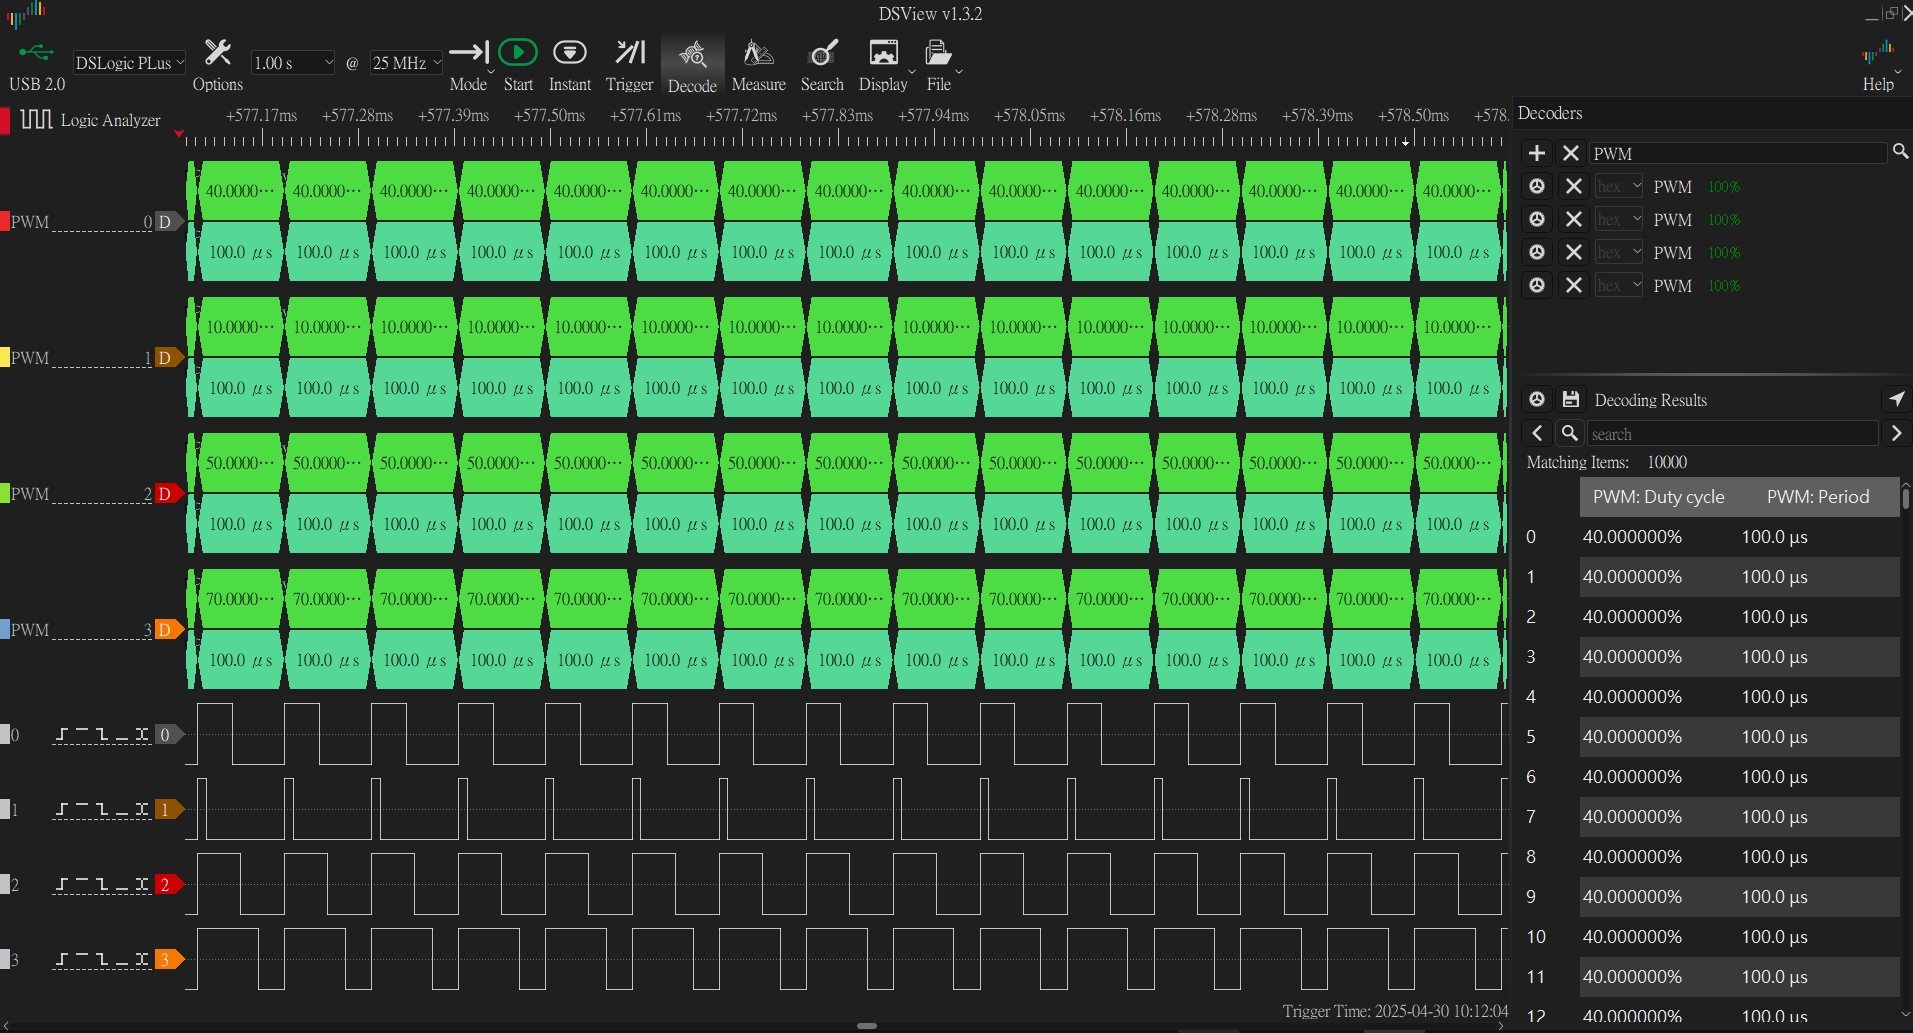 DSView v1.3.2
USB 2.0
DSLogic PLus
Options
1.00 s @ 25 MHz
Mode Start Instant Trigger Decode Measure Search Display File Help
Logic Analyzer
+577.17ms +577.28ms +577.39ms +577.50ms +577.61ms +577.72ms +577.83ms +577.94ms +578.05ms +578.16ms +578.28ms +578.39ms +578.50ms +578.
PWM 0 D
40.0000… 40.0000… 40.0000… 40.0000… 40.0000… 40.0000… 40.0000… 40.0000… 40.0000… 40.0000… 40.0000… 40.0000… 40.0000… 40.0000… 40.0000…
100.0 μs 100.0 μs 100.0 μs 100.0 μs 100.0 μs 100.0 μs 100.0 μs 100.0 μs 100.0 μs 100.0 μs 100.0 μs 100.0 μs 100.0 μs 100.0 μs 100.0 μs
PWM 1 D
10.0000… 10.0000… 10.0000… 10.0000… 10.0000… 10.0000… 10.0000… 10.0000… 10.0000… 10.0000… 10.0000… 10.0000… 10.0000… 10.0000… 10.0000…
100.0 μs 100.0 μs 100.0 μs 100.0 μs 100.0 μs 100.0 μs 100.0 μs 100.0 μs 100.0 μs 100.0 μs 100.0 μs 100.0 μs 100.0 μs 100.0 μs 100.0 μs
PWM 2 D
50.0000… 50.0000… 50.0000… 50.0000… 50.0000… 50.0000… 50.0000… 50.0000… 50.0000… 50.0000… 50.0000… 50.0000… 50.0000… 50.0000… 50.0000…
100.0 μs 100.0 μs 100.0 μs 100.0 μs 100.0 μs 100.0 μs 100.0 μs 100.0 μs 100.0 μs 100.0 μs 100.0 μs 100.0 μs 100.0 μs 100.0 μs 100.0 μs
PWM 3 D
70.0000… 70.0000… 70.0000… 70.0000… 70.0000… 70.0000… 70.0000… 70.0000… 70.0000… 70.0000… 70.0000… 70.0000… 70.0000… 70.0000… 70.0000…
100.0 μs 100.0 μs 100.0 μs 100.0 μs 100.0 μs 100.0 μs 100.0 μs 100.0 μs 100.0 μs 100.0 μs 100.0 μs 100.0 μs 100.0 μs 100.0 μs 100.0 μs
0 0
1 1
2 2
3 3
Trigger Time: 2025-04-30 10:12:04
Decoders
PWM
hex PWM 100%
hex PWM 100%
hex PWM 100%
hex PWM 100%
Decoding Results
search
Matching Items: 10000
PWM: Duty cycle PWM: Period
0 40.000000% 100.0 μs
1 40.000000% 100.0 μs
2 40.000000% 100.0 μs
3 40.000000% 100.0 μs
4 40.000000% 100.0 μs
5 40.000000% 100.0 μs
6 40.000000% 100.0 μs
7 40.000000% 100.0 μs
8 40.000000% 100.0 μs
9 40.000000% 100.0 μs
10 40.000000% 100.0 μs
11 40.000000% 100.0 μs
12 40.000000% 100.0 μs